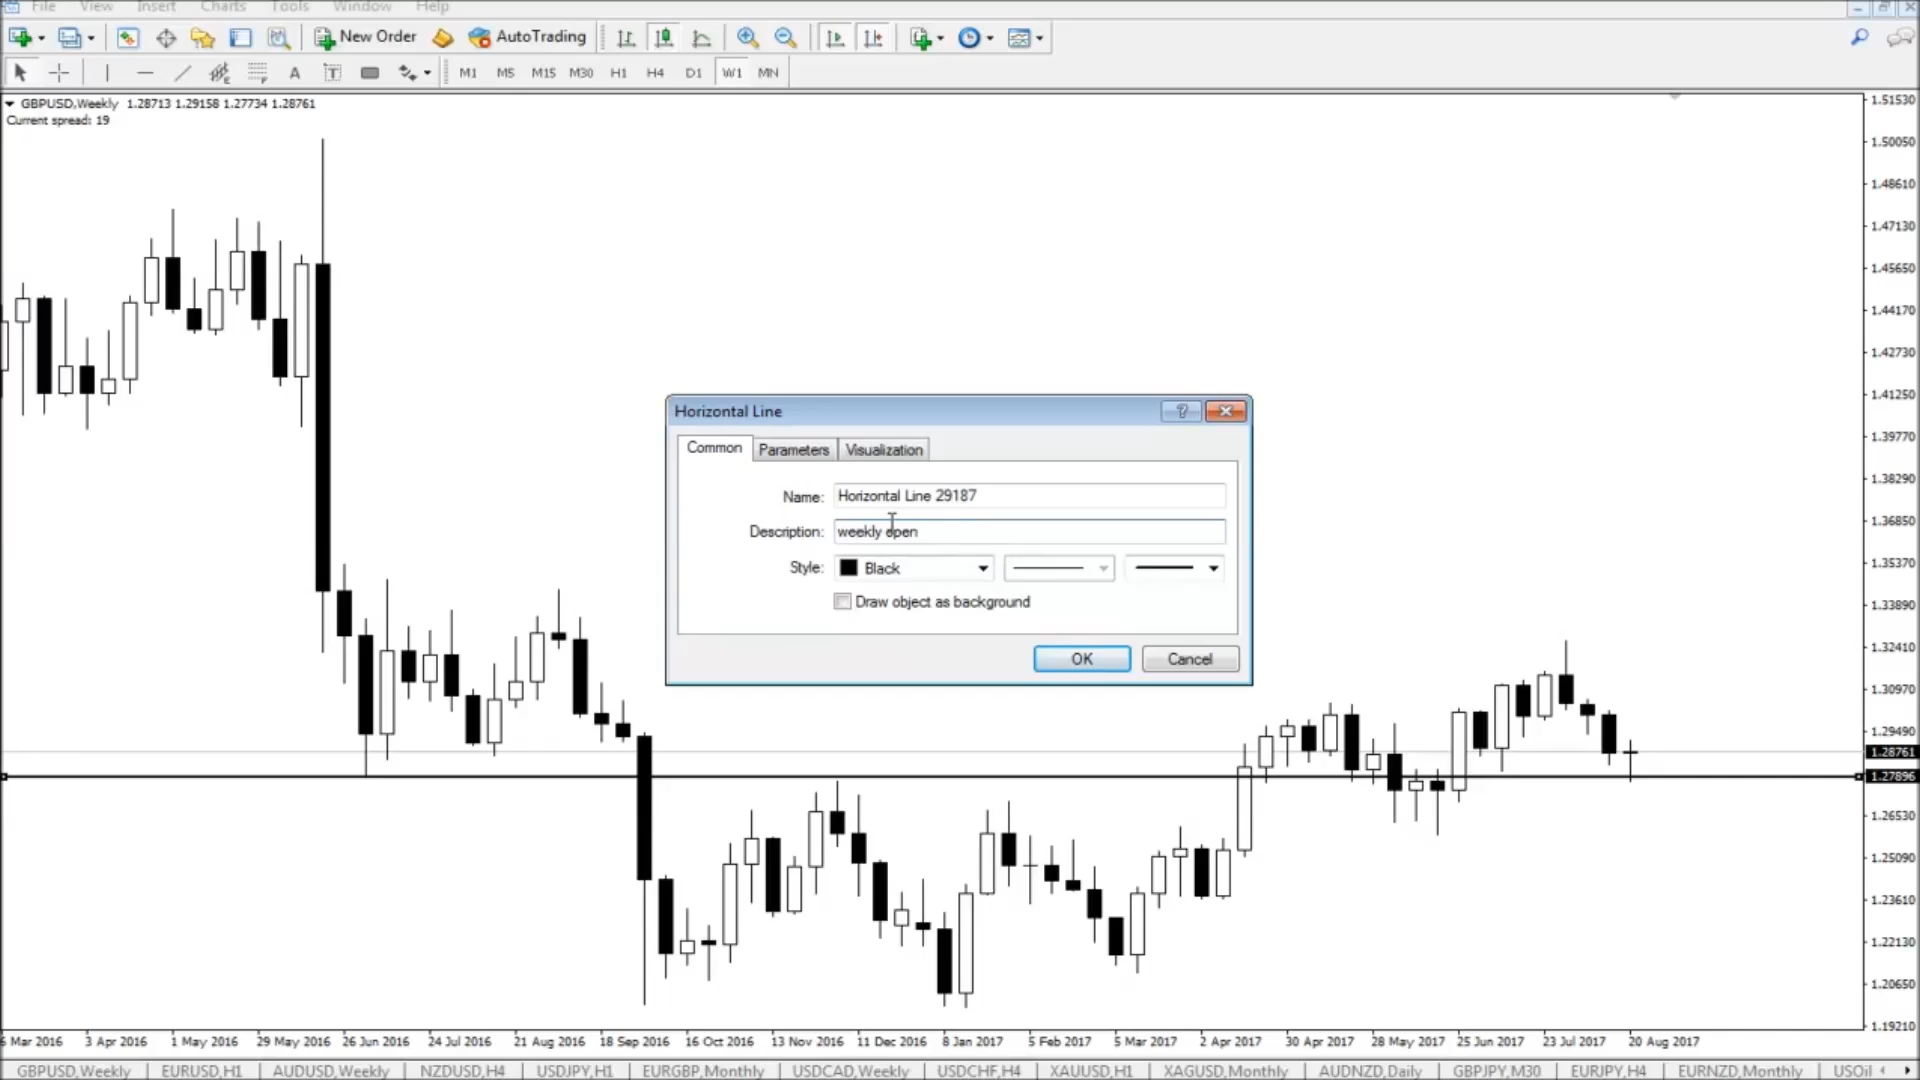 File View Insert Charts Tools Window Help
New Order AutoTrading
A T M1 M5 M15 M30 H1 H4 D1 W1 MN
GBPUSD,Weekly 1.28713 1.29158 1.27734 1.28761
Current spread: 19
Horizontal Line
Common Parameters Visualization
Name: Horizontal Line 29187
Description: weekly open
Style: Black
Draw object as background
OK Cancel
1.51530
1.50050
1.48610
1.47130
1.45650
1.44170
1.42730
1.41250
1.39770
1.38290
1.36850
1.35370
1.33890
1.32410
1.30970
1.29490
1.28761
1.27896
1.26530
1.25090
1.23610
1.22130
1.20650
1.19210
6 Mar 2016 3 Apr 2016 1 May 2016 29 May 2016 26 Jun 2016 24 Jul 2016 21 Aug 2016 18 Sep 2016 16 Oct 2016 13 Nov 2016 11 Dec 2016 8 Jan 2017 5 Feb 2017 5 Mar 2017 2 Apr 2017 30 Apr 2017 28 May 2017 25 Jun 2017 23 Jul 2017 20 Aug 2017
GBPUSD,Weekly EURUSD,H1 AUDUSD,Weekly NZDUSD,H4 USDJPY,H1 EURGBP,Monthly USDCAD,Weekly USDCHF,H4 XAUUSD,H1 XAGUSD,Monthly AUDNZD,Daily GBPJPY,M30 EURJPY,H4 EURNZD,Monthly USOil